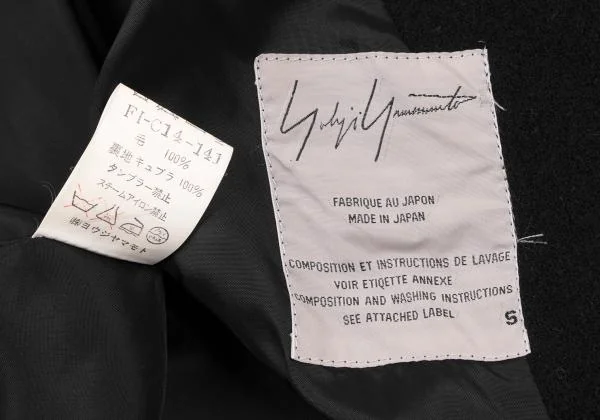 FI-C14-141
毛 100%
裏地 キュプラ 100%
タンブラー禁止
スチームアイロン禁止
㈱ヨウジヤマモト
Yohji Yamamoto
FABRIQUE AU JAPON
MADE IN JAPAN
COMPOSITION ET INSTRUCTIONS DE LAVAGE
VOIR ETIQETTE ANNEXE
COMPOSITION AND WASHING INSTRUCTIONS
SEE ATTACHED LABEL
S